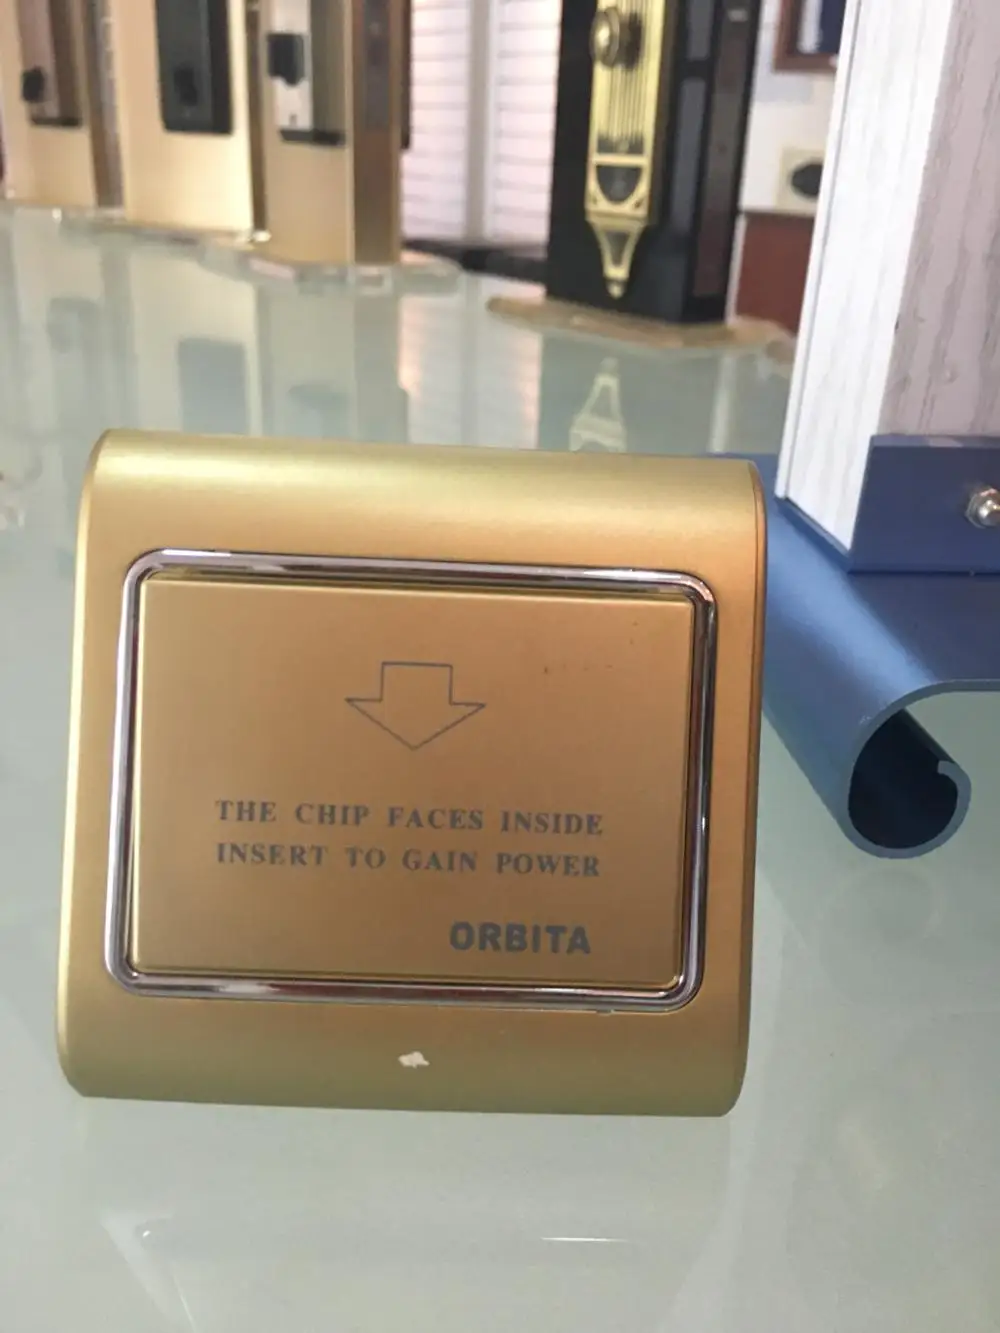 THE CHIP FACES INSIDE
INSERT TO GAIN POWER
ORBITA